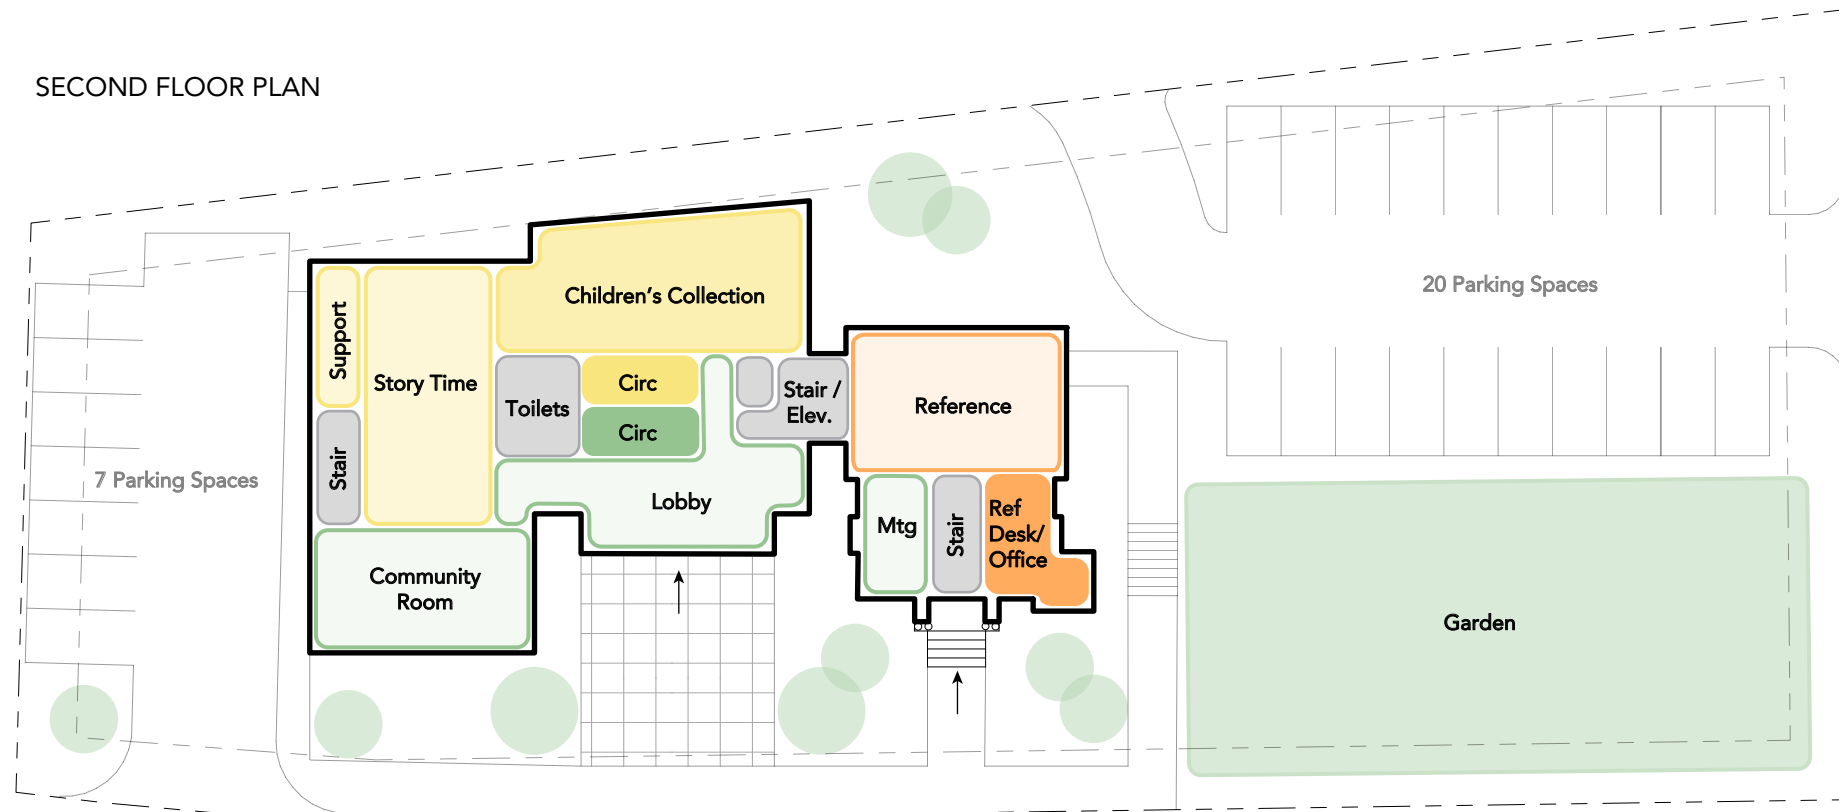 SECOND FLOOR PLAN
20 Parking Spaces
Children's Collection
Support
Story Time
Circ
Toilets
Circ
Stair /
Elev.
Reference
Stair
7 Parking Spaces
Lobby
Mtg
Stair
Ref
Desk/
Office
Community
Room
Garden